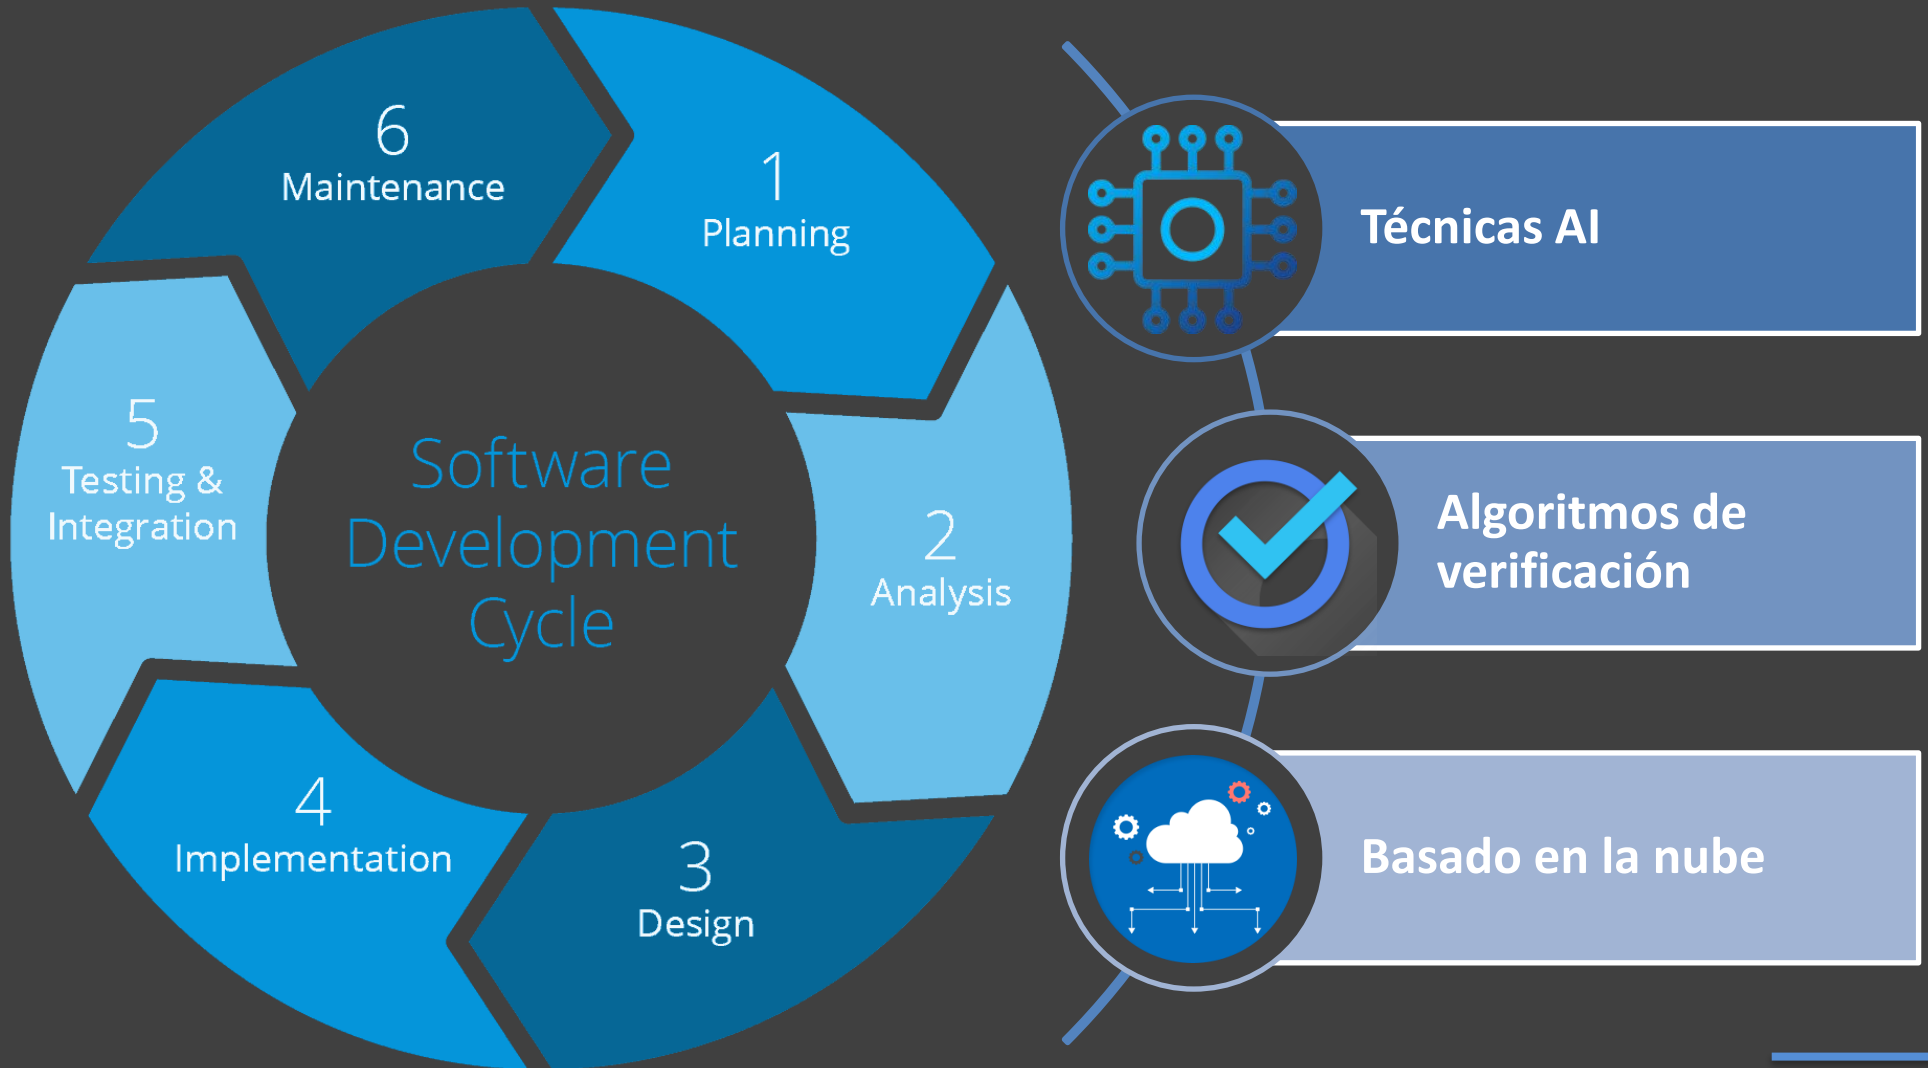 6
Maintenance
1
Planning
5
Testing &
Integration
Software
Development
Cycle
2
Analysis
4
Implementation
3
Design
Técnicas AI
Algoritmos de
verificación
Basado en la nube